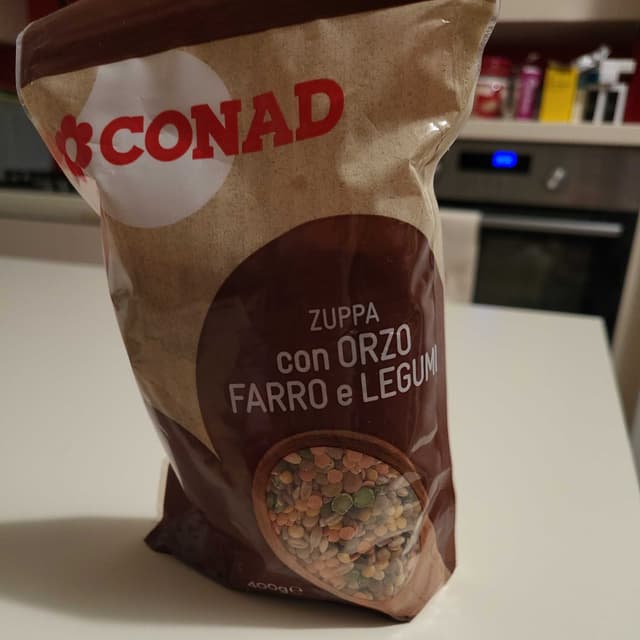 CONAD
ZUPPA
con ORZO
FARRO e LEGUMI
400g℮